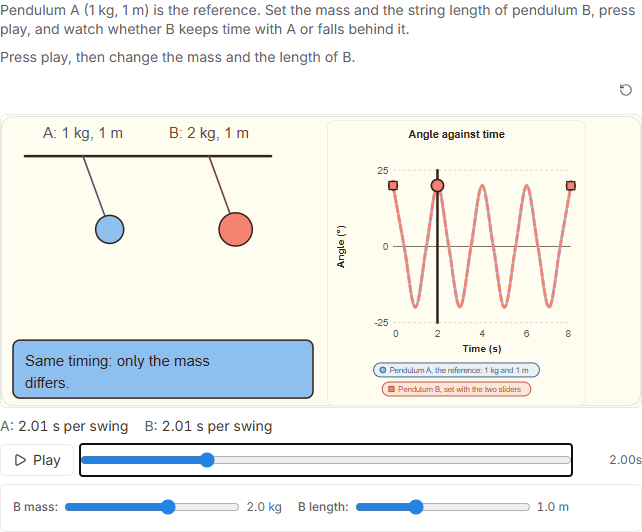 Pendulum A (1 kg, 1 m) is the reference. Set the mass and the string length of pendulum B, press
play, and watch whether B keeps time with A or falls behind it.
Press play, then change the mass and the length of B.
A: 1 kg, 1 m
B: 2 kg, 1 m
Same timing: only the mass
differs.
Angle against time
Angle (°)
25
0
-25
0 2 4 6 8
Time (s)
Pendulum A, the reference: 1 kg and 1 m
Pendulum B, set with the two sliders
A: 2.01 s per swing B: 2.01 s per swing
Play 2.00s
B mass: 2.0 kg B length: 1.0 m